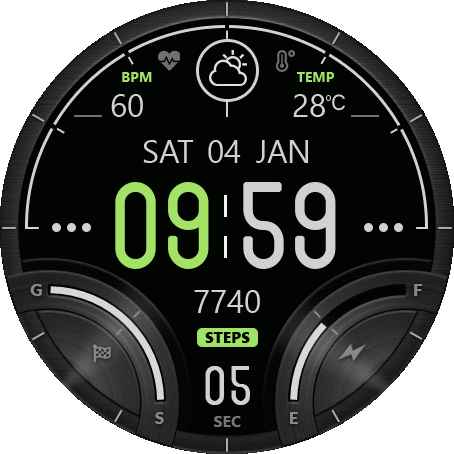 BPM TEMP
60 28°C
SAT 04 JAN
09:59
7740
G F
STEPS
05
S E
SEC